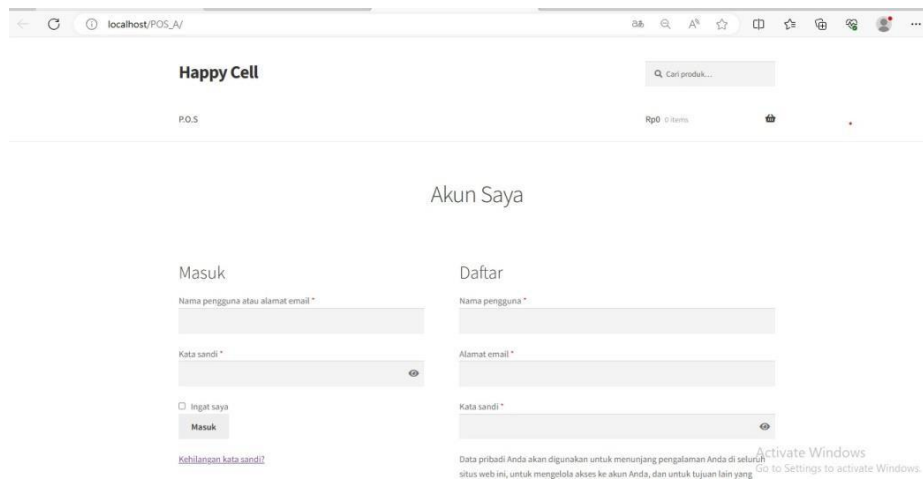 localhost/POS_A/
Happy Cell
Cari produk...
P.O.S
Rp0 0 items
Akun Saya
Masuk
Nama pengguna atau alamat email *
Kata sandi *
Ingat saya
Masuk
Kehilangan kata sandi?
Daftar
Nama pengguna *
Alamat email *
Kata sandi *
Data pribadi Anda akan digunakan untuk menunjang pengalaman Anda di seluruh
situs web ini, untuk mengelola akses ke akun Anda, dan untuk tujuan lain yang
Activate Windows
Go to Settings to activate Windows.